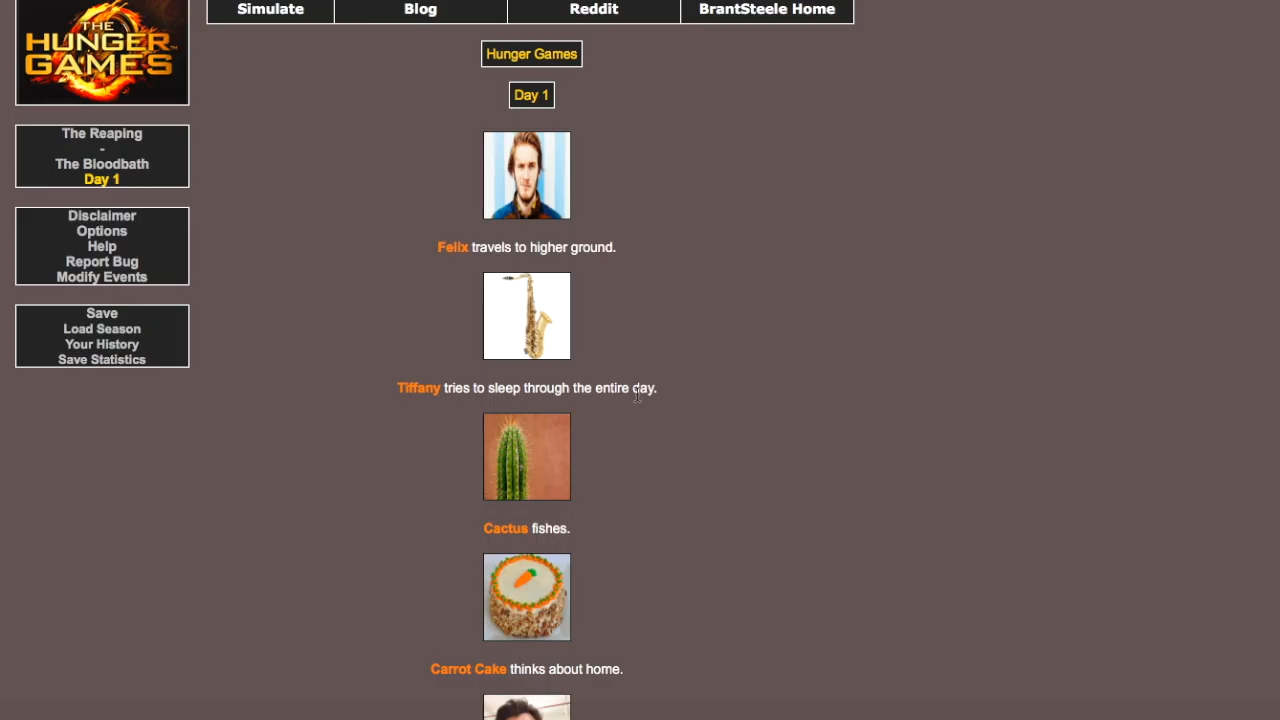 Simulate
Blog
Reddit
BrantSteele Home
THE
HUNGER
GAMES
The Reaping
-
The Bloodbath
Day 1
Disclaimer
Options
Help
Report Bug
Modify Events
Save
Load Season
Your History
Save Statistics
Hunger Games
Day 1
Felix travels to higher ground.
Tiffany tries to sleep through the entire day.
Cactus fishes.
Carrot Cake thinks about home.